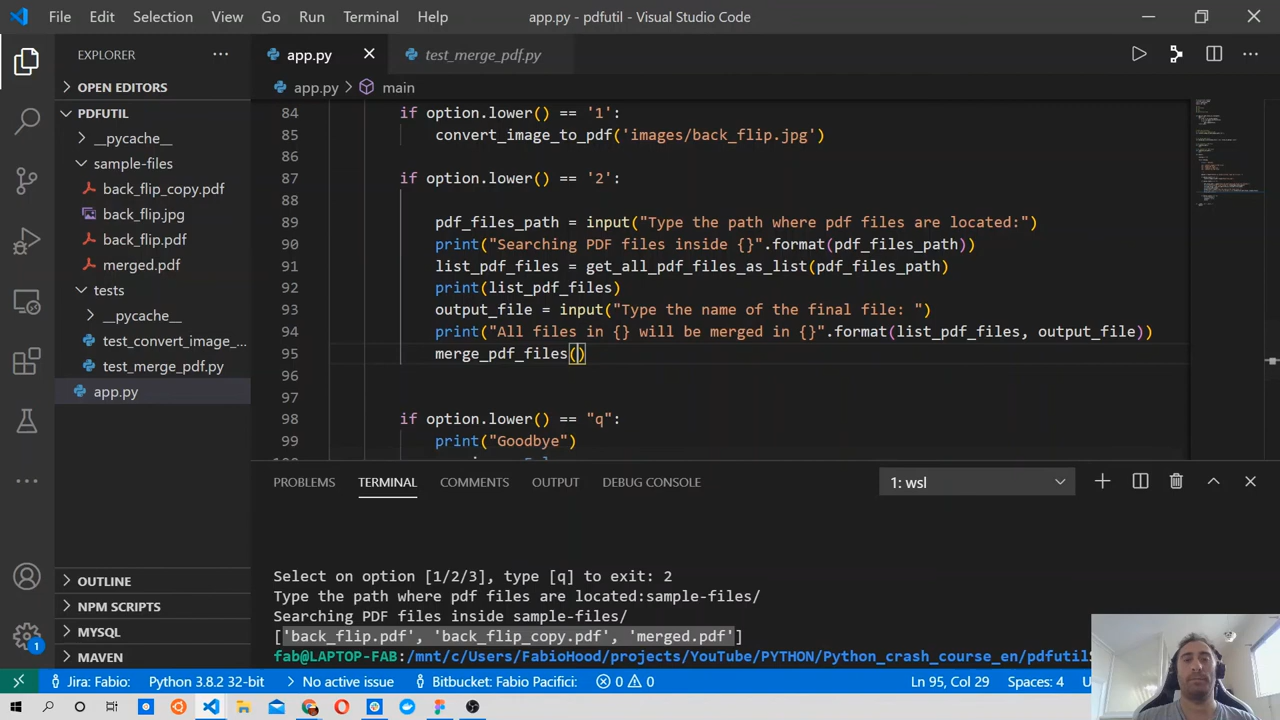 File Edit Selection View Go Run Terminal Help app.py - pdfutil - Visual Studio Code
EXPLORER
OPEN EDITORS
PDFUTIL
__pycache__
sample-files
back_flip_copy.pdf
back_flip.jpg
back_flip.pdf
merged.pdf
tests
__pycache__
test_convert_image_...
test_merge_pdf.py
app.py
OUTLINE
NPM SCRIPTS
MYSQL
MAVEN
app.py test_merge_pdf.py
app.py > main
84 if option.lower() == '1':
85 convert_image_to_pdf('images/back_flip.jpg')
86
87 if option.lower() == '2':
88
89 pdf_files_path = input("Type the path where pdf files are located:")
90 print("Searching PDF files inside {}".format(pdf_files_path))
91 list_pdf_files = get_all_pdf_files_as_list(pdf_files_path)
92 print(list_pdf_files)
93 output_file = input("Type the name of the final file: ")
94 print("All files in {} will be merged in {}".format(list_pdf_files, output_file))
95 merge_pdf_files()
96
97
98 if option.lower() == "q":
99 print("Goodbye")
PROBLEMS TERMINAL COMMENTS OUTPUT DEBUG CONSOLE 1: wsl
Select on option [1/2/3], type [q] to exit: 2
Type the path where pdf files are located:sample-files/
Searching PDF files inside sample-files/
['back_flip.pdf', 'back_flip_copy.pdf', 'merged.pdf']
fab@LAPTOP-FAB:/mnt/c/Users/FabioHood/projects/YouTube/PYTHON/Python_crash_course_en/pdfutil
1
Jira: Fabio: Python 3.8.2 32-bit No active issue Bitbucket: Fabio Pacifici: 0 0 Ln 95, Col 29 Spaces: 4